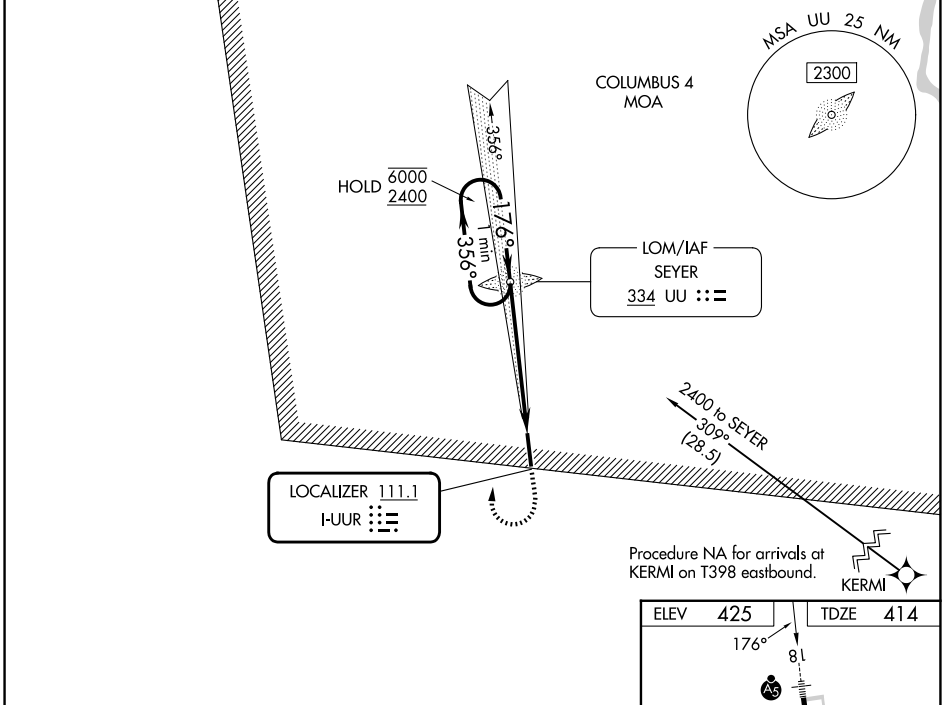 MSA UU 25 NM
2300
COLUMBUS 4
MOA
356°
HOLD 6000
2400
176°
1 min
356°
LOM/IAF
SEYER
334 UU
2400 to SEYER
309°
(28.5)
LOCALIZER 111.1
I-UUR
Procedure NA for arrivals at
KERMI on T398 eastbound.
KERMI
ELEV 425
TDZE 414
176°
18
A5